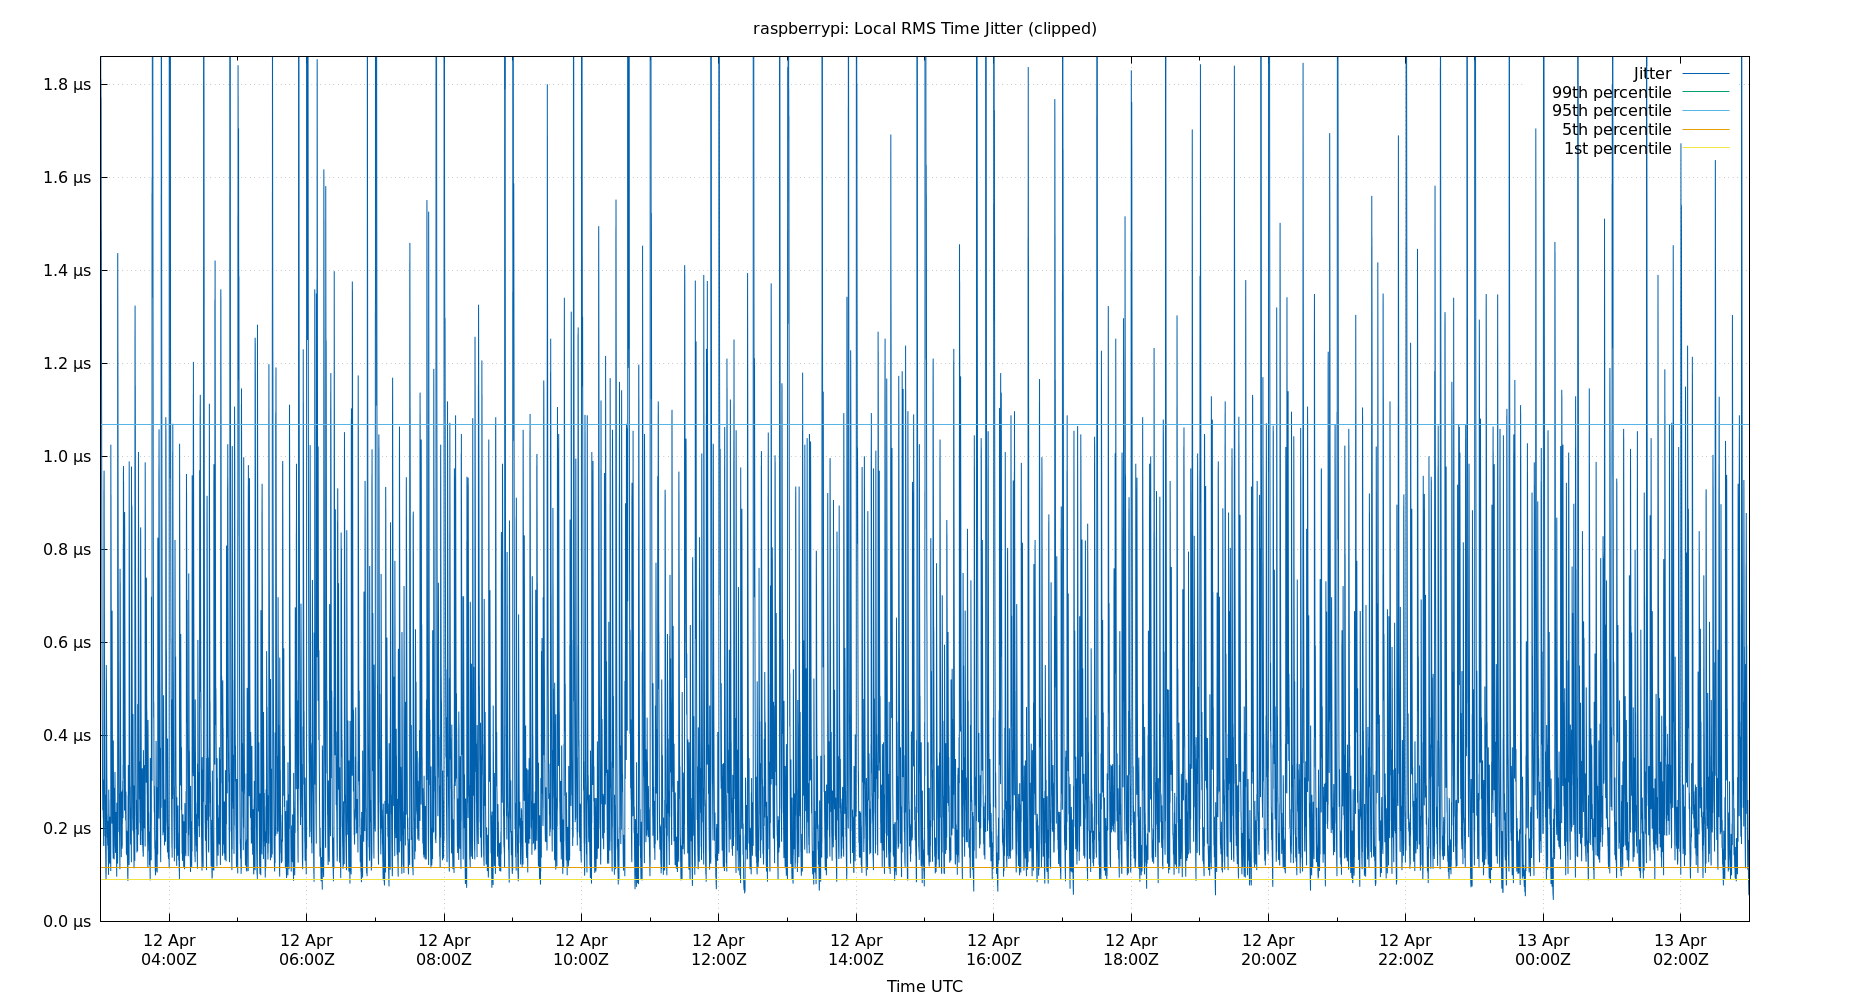 raspberrypi: Local RMS Time Jitter (clipped)
Jitter
99th percentile
95th percentile
5th percentile
1st percentile
1.8 µs
1.6 µs
1.4 µs
1.2 µs
1.0 µs
0.8 µs
0.6 µs
0.4 µs
0.2 µs
0.0 µs
12 Apr 12 Apr 12 Apr 12 Apr 12 Apr 12 Apr 12 Apr 12 Apr 12 Apr 12 Apr 13 Apr 13 Apr
04:00Z 06:00Z 08:00Z 10:00Z 12:00Z 14:00Z 16:00Z 18:00Z 20:00Z 22:00Z 00:00Z 02:00Z
Time UTC